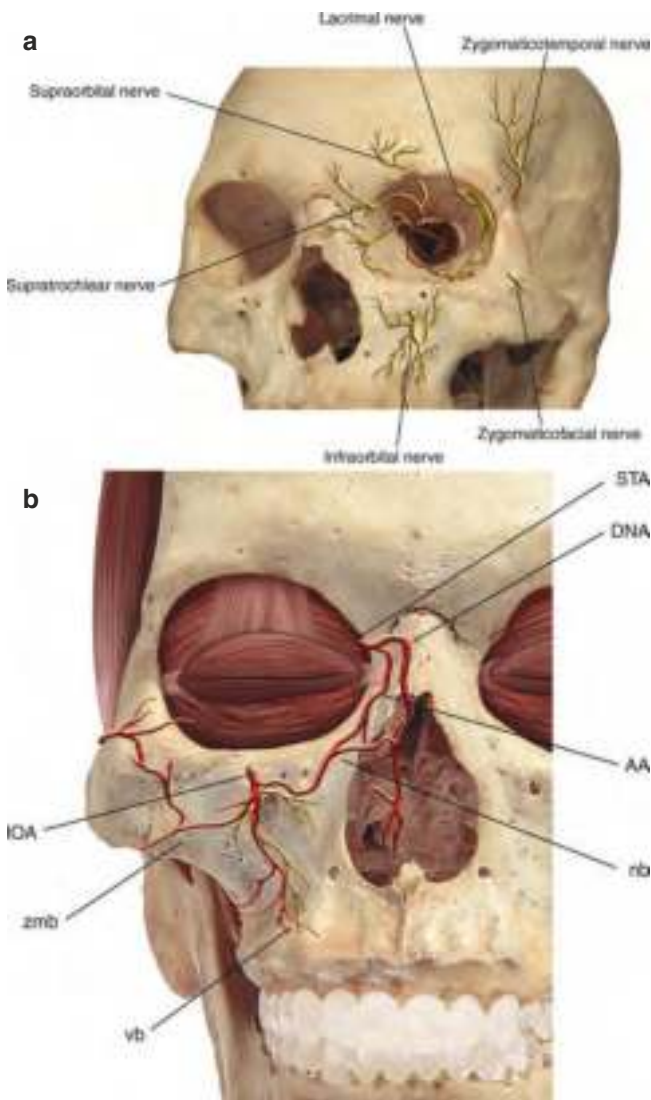 a
Lacrimal nerve
Zygomaticotemporal nerve
Supraorbital nerve
Supratrochlear nerve
Zygomaticofacial nerve
Infraorbital nerve
b
STA
DNA
AA
IOA
nb
zmb
vb